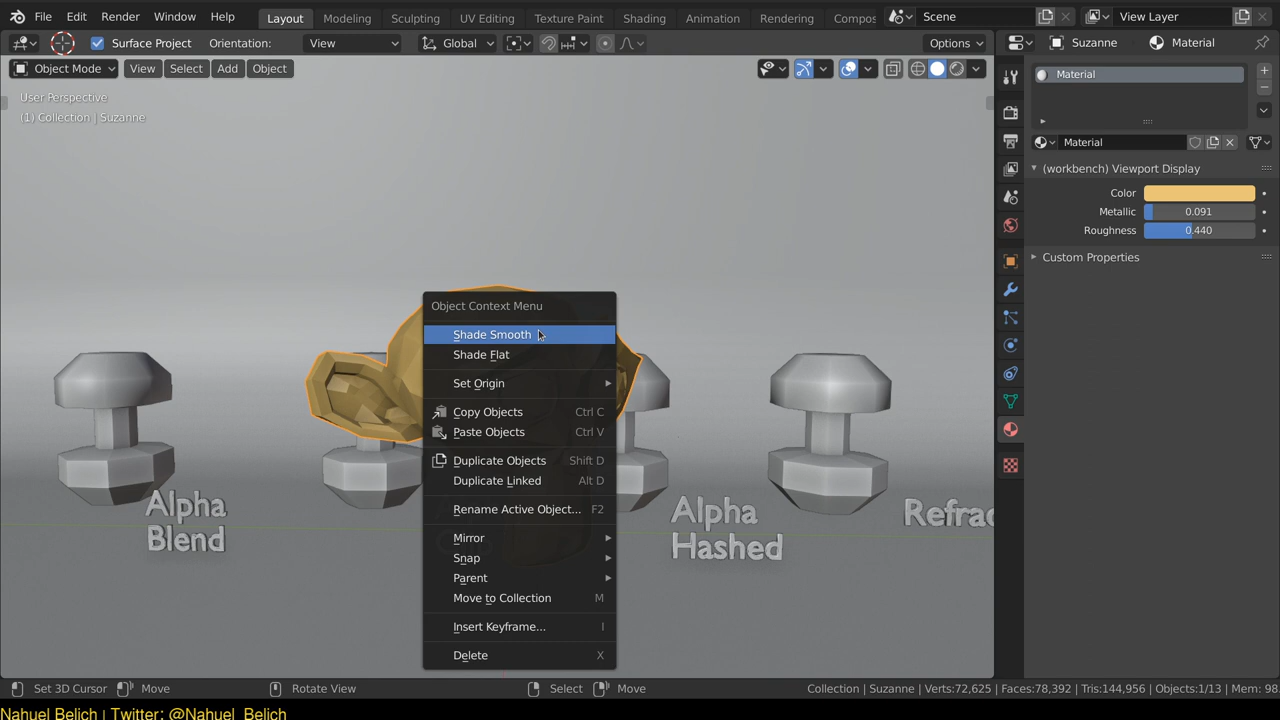 File Edit Render Window Help Layout Modeling Sculpting UV Editing Texture Paint Shading Animation Rendering Compos Scene View Layer
Surface Project Orientation: View Global Options Suzanne Material
Object Mode View Select Add Object
Material
User Perspective
(1) Collection | Suzanne
Material
(workbench) Viewport Display
Color
Metallic 0.091
Roughness 0.440
Custom Properties
Object Context Menu
Shade Smooth
Shade Flat
Set Origin
Copy Objects Ctrl C
Paste Objects Ctrl V
Duplicate Objects Shift D
Duplicate Linked Alt D
Rename Active Object... F2
Mirror
Snap
Parent
Move to Collection M
Insert Keyframe... I
Delete X
Alpha
Blend
Alpha
Hashed
Refrac
Set 3D Cursor Move Rotate View Select Move Collection | Suzanne | Verts:72,625 | Faces:78,392 | Tris:144,956 | Objects:1/13 | Mem: 98.
Nahuel Belich | Twitter: @Nahuel_Belich